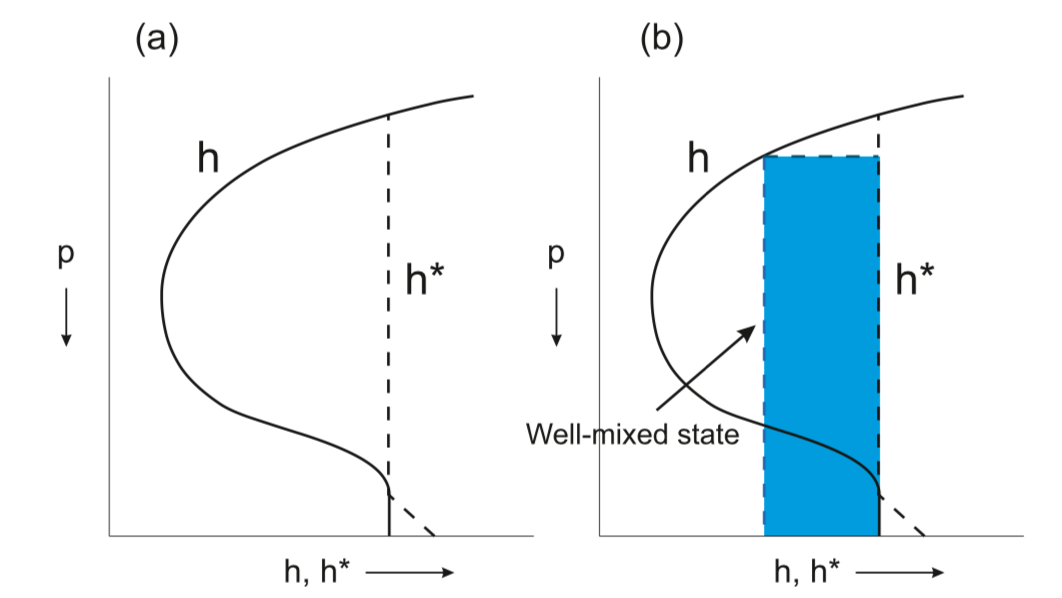 (a)
h
p
h*
h, h*
(b)
h
p
h*
Well-mixed state
h, h*